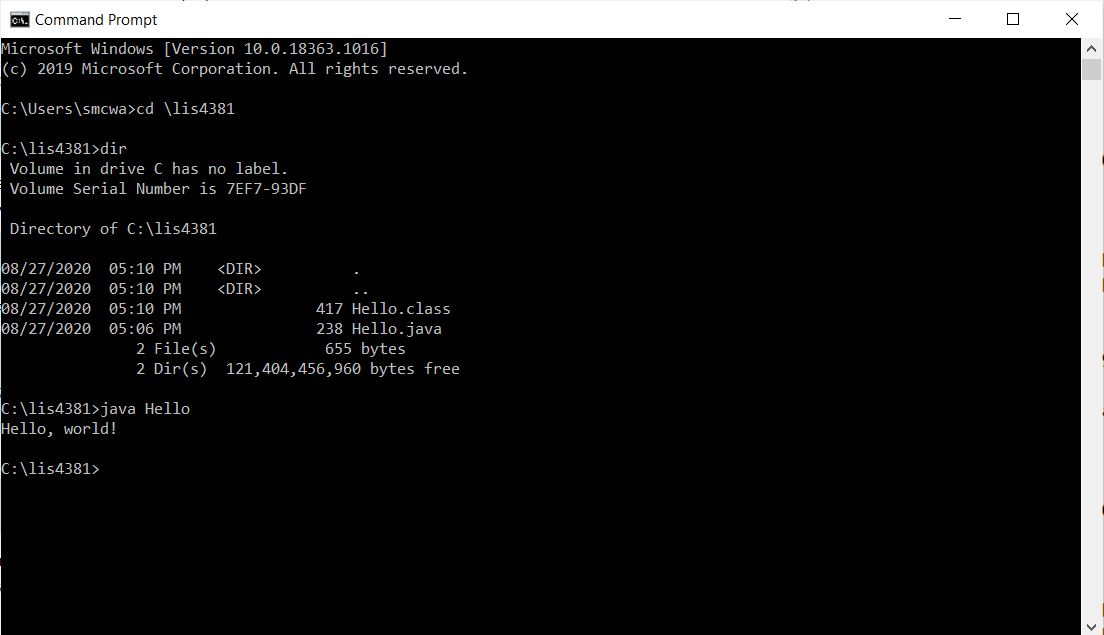 Command Prompt
Microsoft Windows [Version 10.0.18363.1016]
(c) 2019 Microsoft Corporation. All rights reserved.
C:\Users\smcwa>cd \lis4381
C:\lis4381>dir
 Volume in drive C has no label.
 Volume Serial Number is 7EF7-93DF
 Directory of C:\lis4381
08/27/2020  05:10 PM    <DIR>          .
08/27/2020  05:10 PM    <DIR>          ..
08/27/2020  05:10 PM               417 Hello.class
08/27/2020  05:06 PM               238 Hello.java
               2 File(s)            655 bytes
               2 Dir(s)  121,404,456,960 bytes free
C:\lis4381>java Hello
Hello, world!
C:\lis4381>